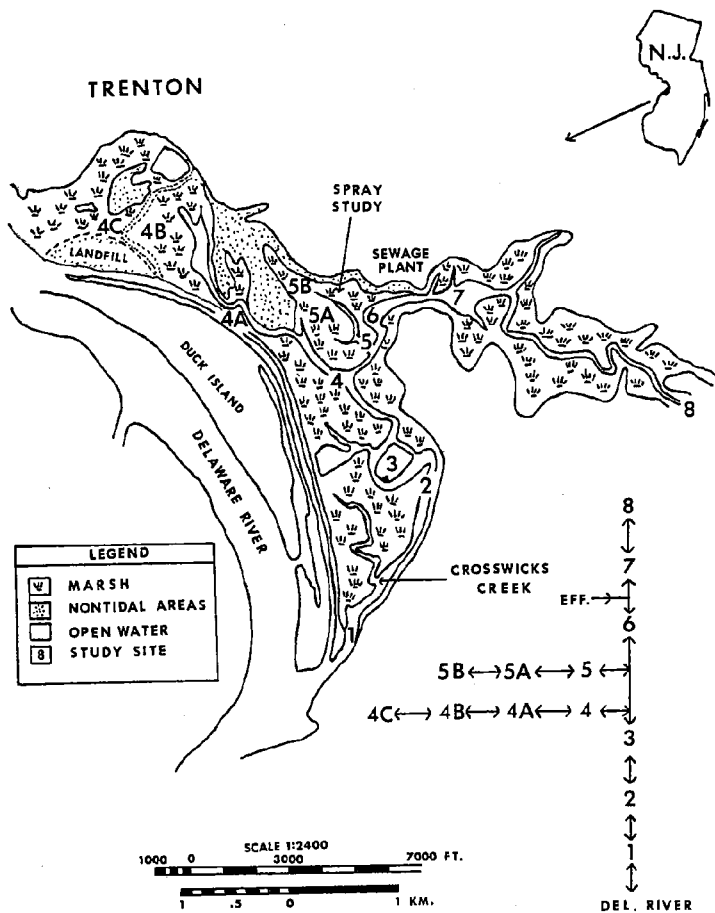 N.J.
TRENTON
SPRAY
STUDY
SEWAGE
PLANT
4C
4B
LANDFILL
5B
5A
6
7
5
4A
4
8
DUCK ISLAND
3
2
DELAWARE RIVER
CROSSWICKS
CREEK
1
LEGEND
MARSH
NONTIDAL AREAS
OPEN WATER
8 STUDY SITE
8
7
EFF.
6
5B 5A 5
4C 4B 4A 4
3
2
1
DEL. RIVER
SCALE 1:2400
1000 0 3000 7000 FT.
1 .5 0 1 KM.